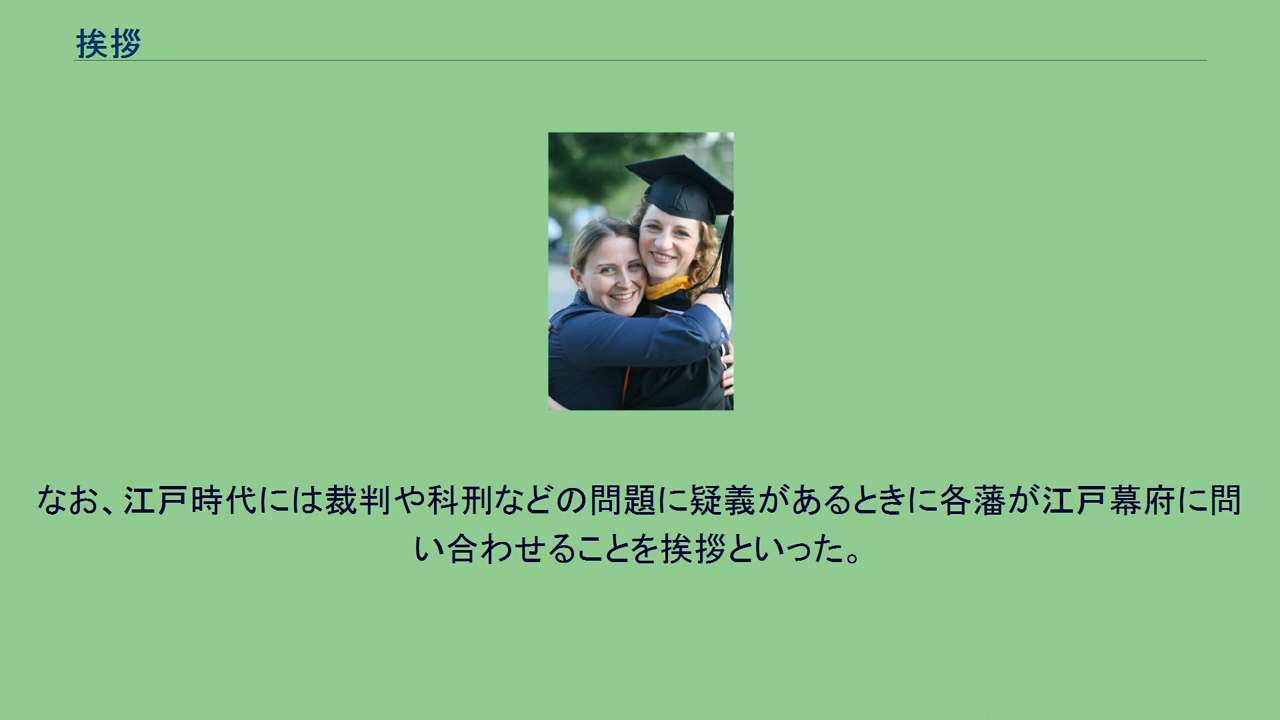 挨拶
なお、江戸時代には裁判や科刑などの問題に疑義があるときに各藩が江戸幕府に問
い合わせることを挨拶といった。